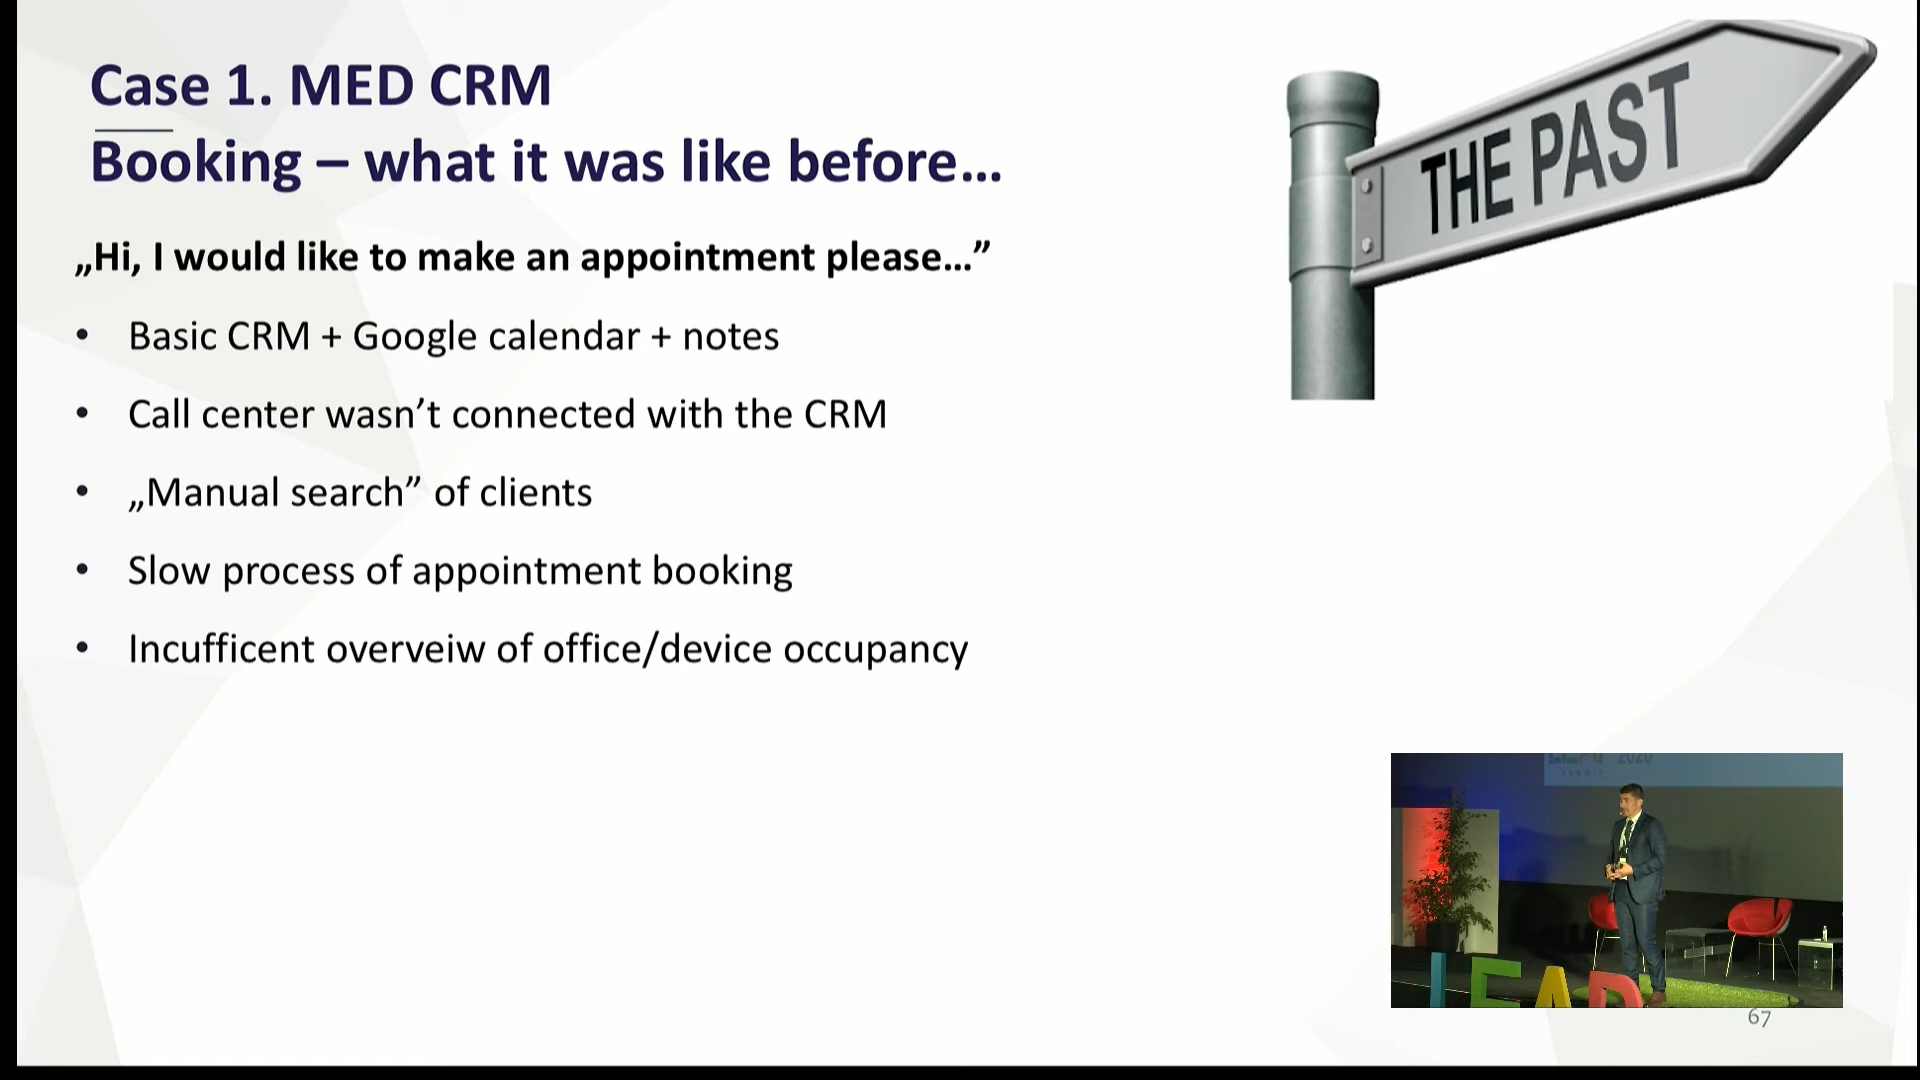 Case 1. MED CRM
Booking – what it was like before…
THE PAST
„Hi, I would like to make an appointment please…”
• Basic CRM + Google calendar + notes
• Call center wasn’t connected with the CRM
• „Manual search” of clients
• Slow process of appointment booking
• Incufficent overveiw of office/device occupancy
2020
LEAD
67